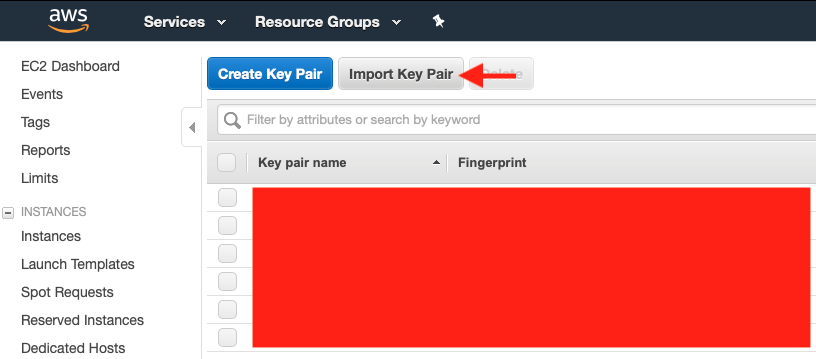 aws
Services
Resource Groups
EC2 Dashboard
Events
Tags
Reports
Limits
INSTANCES
Instances
Launch Templates
Spot Requests
Reserved Instances
Dedicated Hosts
Create Key Pair
Import Key Pair
Delete
Filter by attributes or search by keyword
Key pair name
Fingerprint